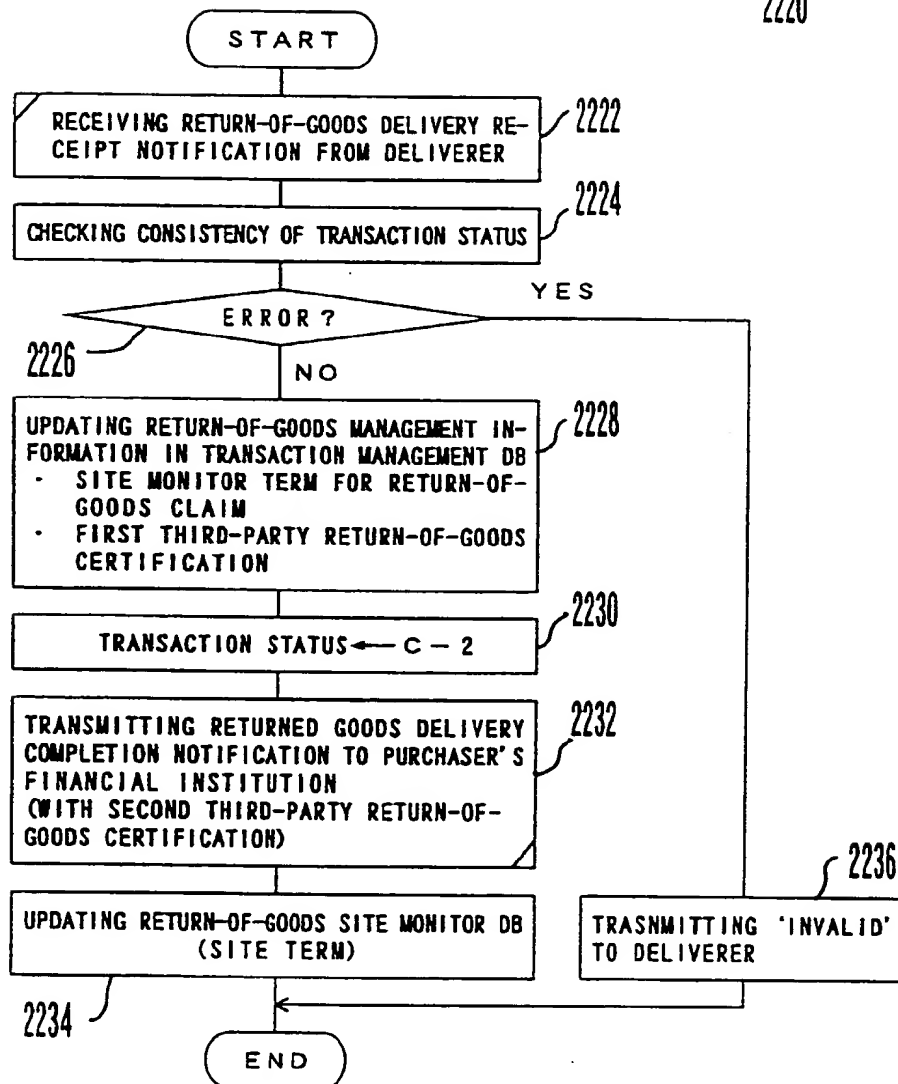 2220
START
RECEIVING RETURN-OF-GOODS DELIVERY RE-
CEIPT NOTIFICATION FROM DELIVERER
2222
CHECKING CONSISTENCY OF TRANSACTION STATUS
2224
ERROR?
YES
2226
NO
UPDATING RETURN-OF-GOODS MANAGEMENT IN-
FORMATION IN TRANSACTION MANAGEMENT DB
· SITE MONITOR TERM FOR RETURN-OF-
GOODS CLAIM
· FIRST THIRD-PARTY RETURN-OF-GOODS
CERTIFICATION
2228
TRANSACTION STATUS ← C - 2
2230
TRANSMITTING RETURNED GOODS DELIVERY
COMPLETION NOTIFICATION TO PURCHASER'S
FINANCIAL INSTITUTION
(WITH SECOND THIRD-PARTY RETURN-OF-
GOODS CERTIFICATION)
2232
UPDATING RETURN-OF-GOODS SITE MONITOR DB
(SITE TERM)
2234
TRASNMITTING 'INVALID'
TO DELIVERER
2236
END